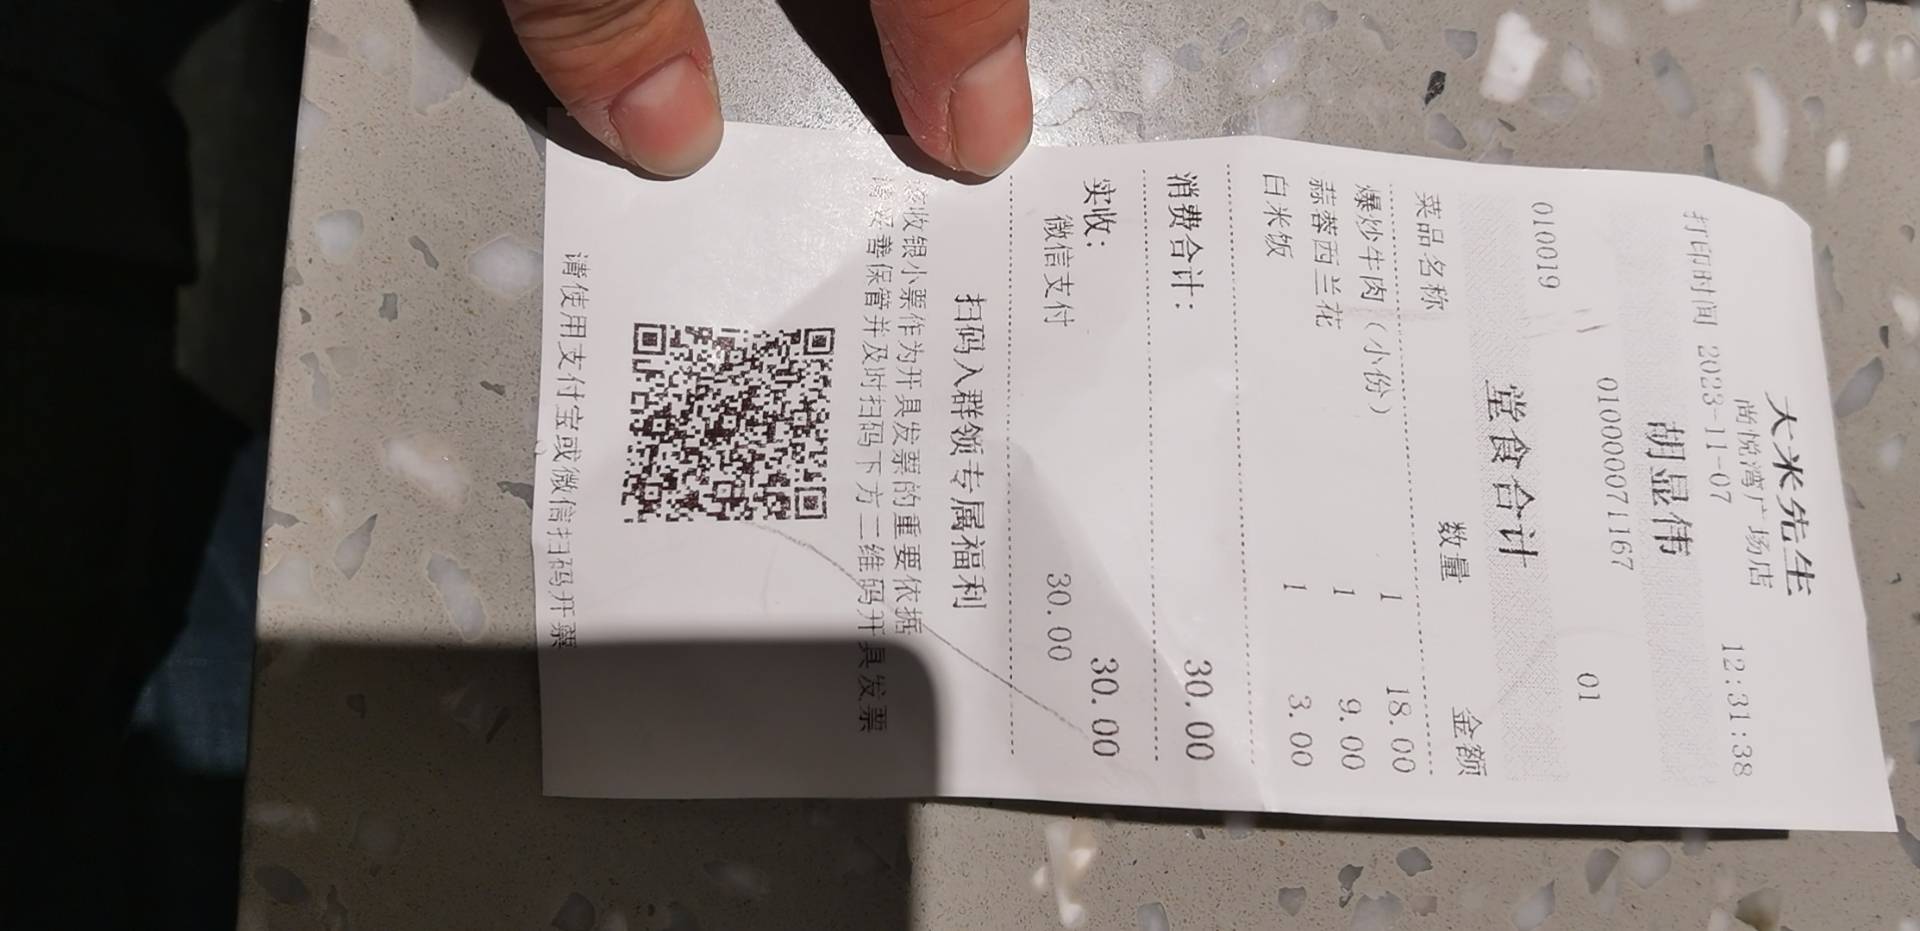 大米先生
尚悦湾广场店
打印时间 2023-11-07 12:31:38
胡显伟
0100000071167
010019 01
堂食合计
菜品名称 数量 金额
爆炒牛肉（小份） 1 18.00
蒜蓉西兰花 1 9.00
白米饭 1 3.00
消费合计： 30.00
实收： 30.00
微信支付 30.00
扫码入群领专属福利
收银小票作为开具发票的重要依据
妥善保管并及时扫码下方二维码开具发票
请使用支付宝或微信扫码开票